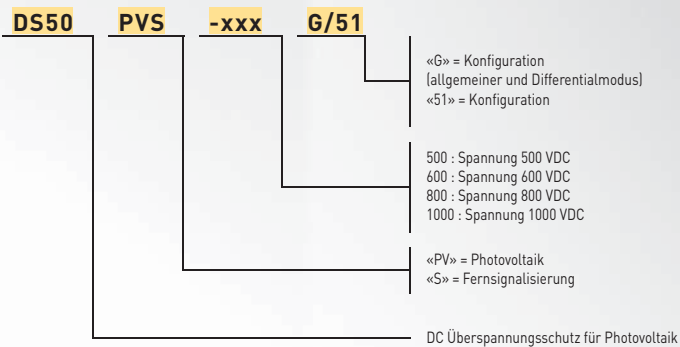 DS50 PVS -xxx G/51
«G» = Konfiguration
(allgemeiner und Differentialmodus)
«51» = Konfiguration
500 : Spannung 500 VDC
600 : Spannung 600 VDC
800 : Spannung 800 VDC
1000 : Spannung 1000 VDC
«PV» = Photovoltaik
«S» = Fernsignalisierung
DC Überspannungsschutz für Photovoltaik